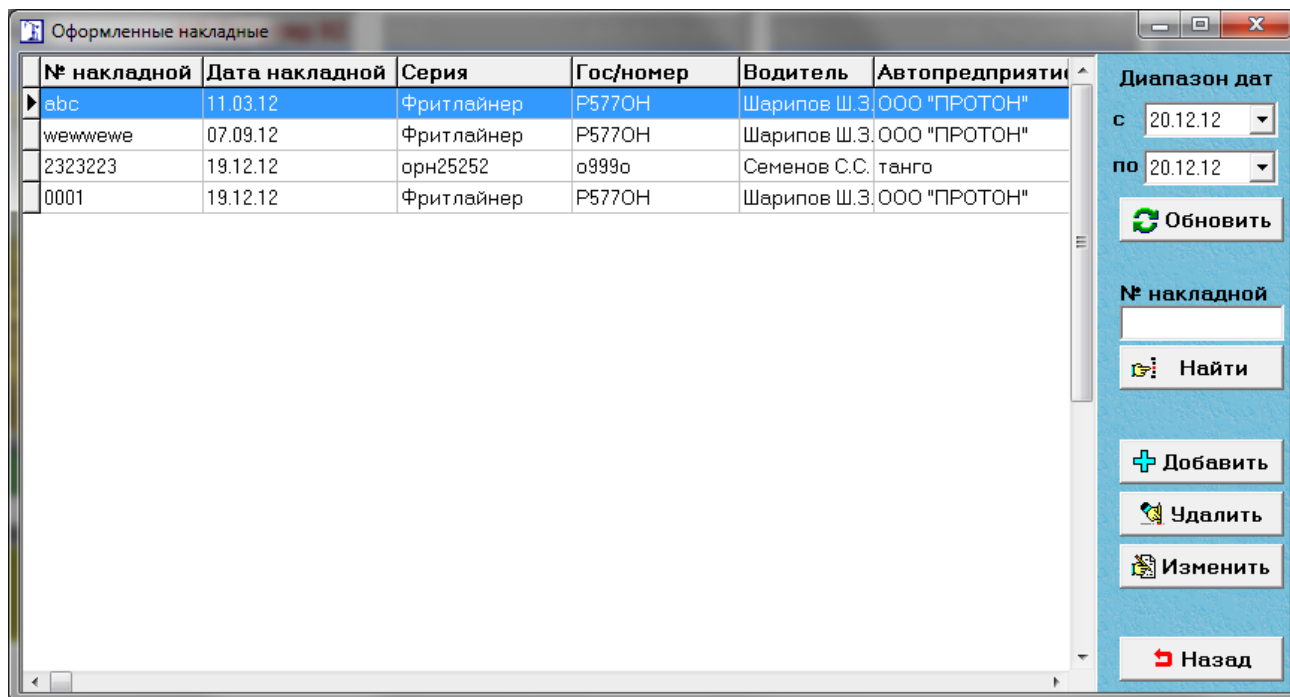 Оформленные накладные
№ накладной Дата накладной Серия Гос/номер Водитель Автопредприятие
abc 11.03.12 Фритлайнер Р577ОН Шарипов Ш.З. ООО "ПРОТОН"
wewwewe 07.09.12 Фритлайнер Р577ОН Шарипов Ш.З. ООО "ПРОТОН"
2323223 19.12.12 орн25252 о999о Семенов С.С. танго
0001 19.12.12 Фритлайнер Р577ОН Шарипов Ш.З. ООО "ПРОТОН"
Диапазон дат
с 20.12.12
по 20.12.12
Обновить
№ накладной
Найти
Добавить
Удалить
Изменить
Назад